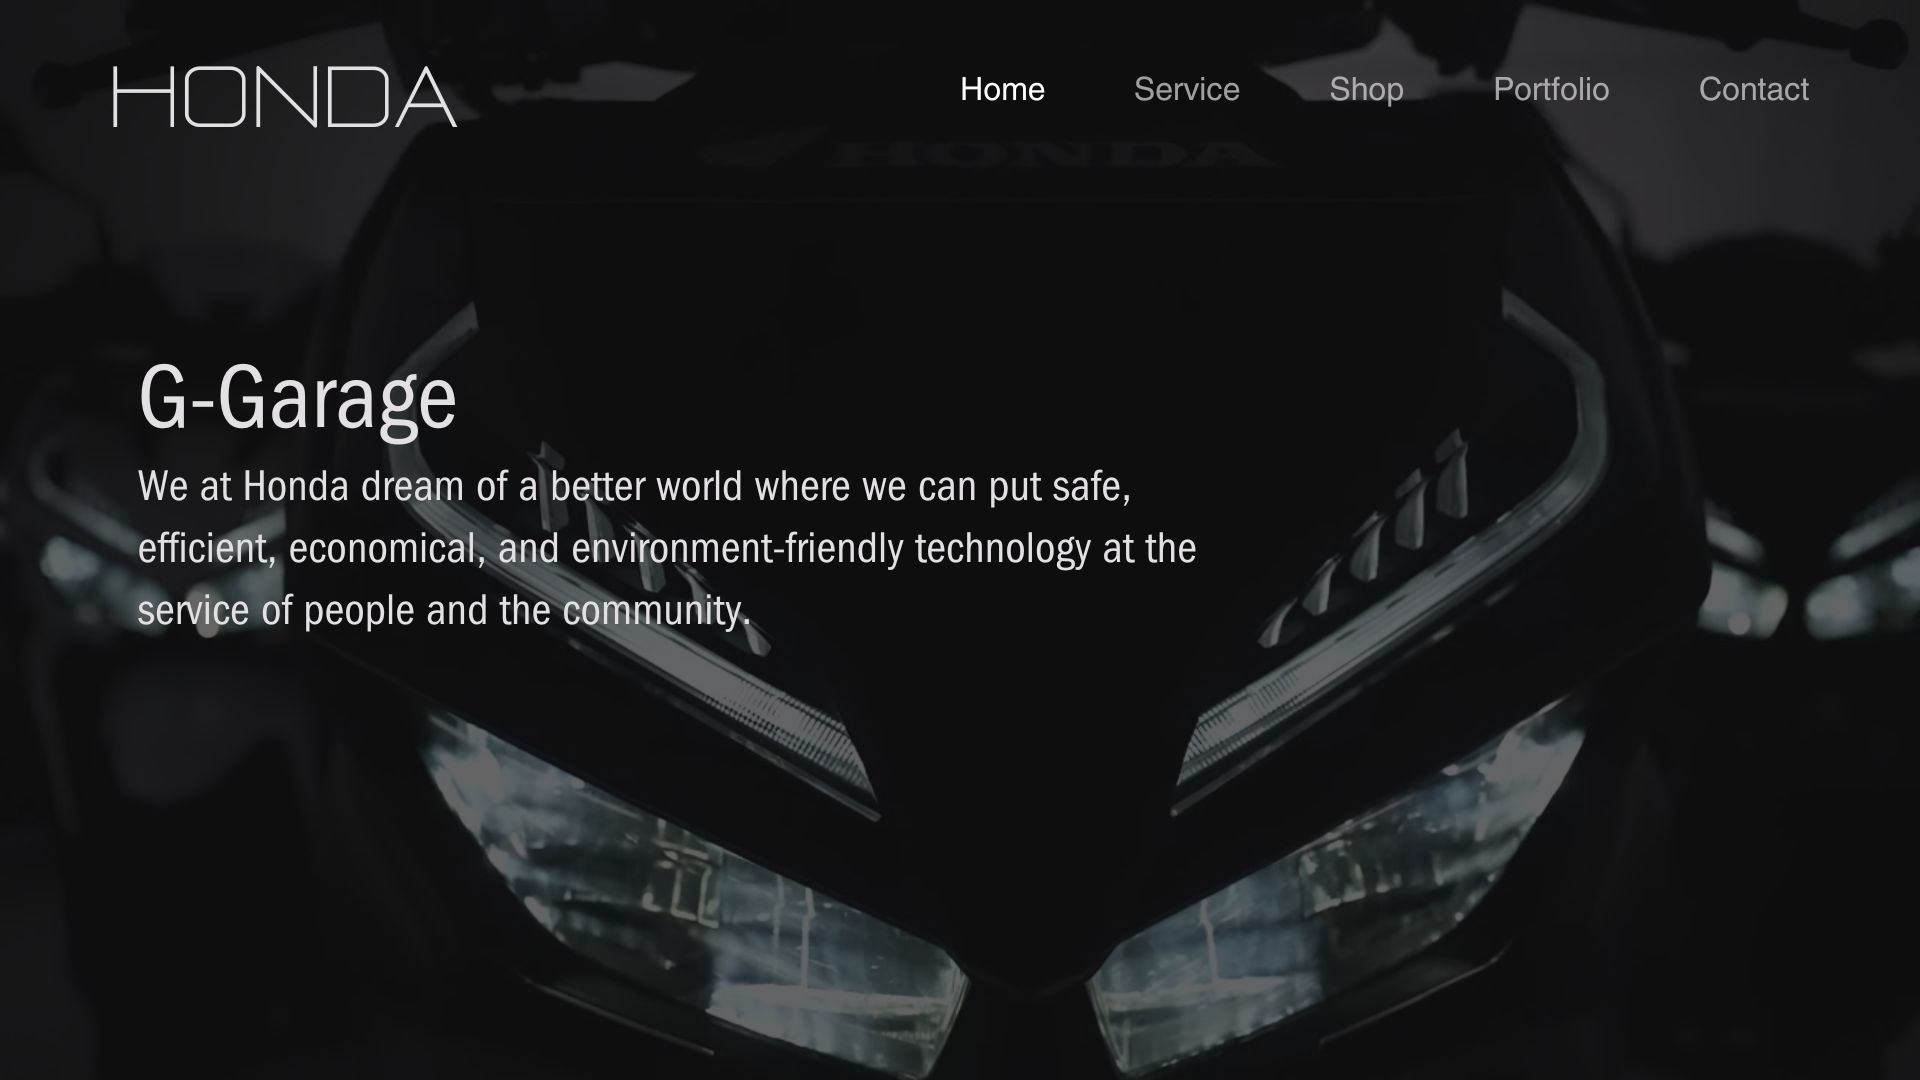 HONDA
Home Service Shop Portfolio Contact
HONDA
G-Garage
We at Honda dream of a better world where we can put safe,
efficient, economical, and environment-friendly technology at the
service of people and the community.